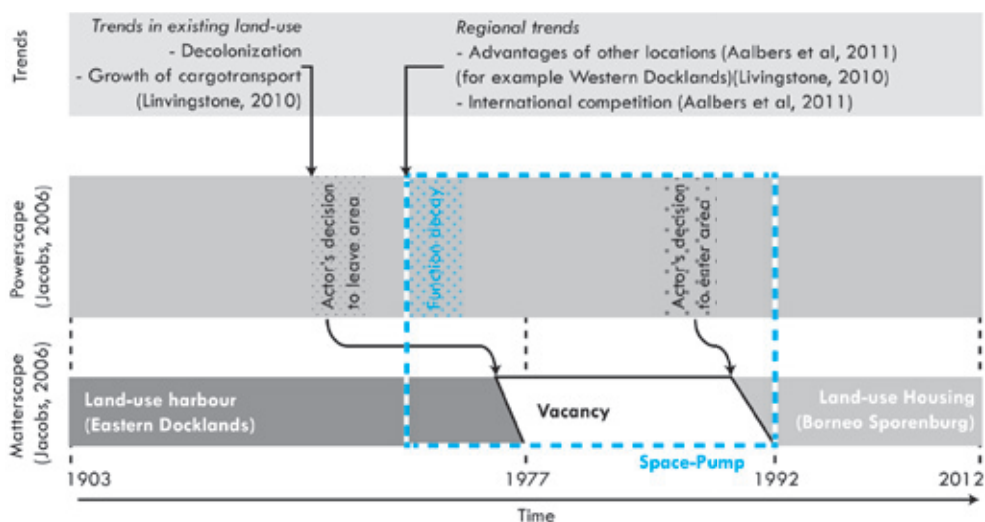 Trends
Trends in existing land-use
- Decolonization
- Growth of cargotransport
(Linvingstone, 2010)
Regional trends
- Advantages of other locations (Aalbers et al, 2011)
(for example Western Docklands)(Livingstone, 2010)
- International competition (Aalbers et al, 2011)
Powerscape
(Jacobs, 2006)
Actor's decision
to leave area
Function decay
Actor's decision
to enter area
Matterscape
(Jacobs, 2006)
Land-use harbour
(Eastern Docklands)
Vacancy
Land-use Housing
(Borneo Sporenburg)
Space-Pump
1903
1977
1992
2012
Time